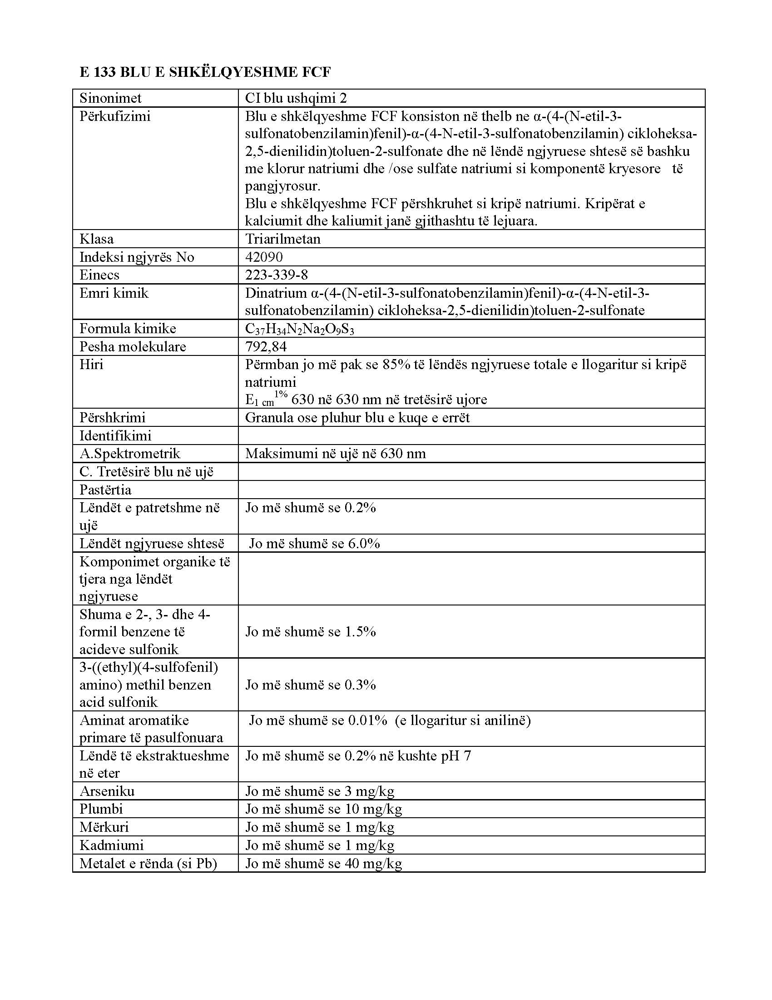 E 133 BLU E SHKËLQYESHME FCF
Sinonimet
CI blu ushqimi 2
Përkufizimi
Blu e shkëlqyeshme FCF konsiston në thelb ne α-(4-(N-etil-3-
sulfonatobenzilamin)fenil)-α-(4-N-etil-3-sulfonatobenzilamin) cikloheksa-
2,5-dienilidin)toluen-2-sulfonate dhe në lëndë ngjyruese shtesë së bashku
me klorur natriumi dhe /ose sulfate natriumi si komponentë kryesore të
pangjyrosur.
Blu e shkëlqyeshme FCF përshkruhet si kripë natriumi. Kripërat e
kalciumit dhe kaliumit janë gjithashtu të lejuara.
Klasa
Triarilmetan
Indeksi ngjyrës No
42090
Einecs
223-339-8
Emri kimik
Dinatrium α-(4-(N-etil-3-sulfonatobenzilamin)fenil)-α-(4-N-etil-3-
sulfonatobenzilamin) cikloheksa-2,5-dienilidin)toluen-2-sulfonate
Formula kimike
C₃₇H₃₄N₂Na₂O₉S₃
Pesha molekulare
792,84
Hiri
Përmban jo më pak se 85% të lëndës ngjyruese totale e llogaritur si kripë
natriumi
E1 cm 1% 630 në 630 nm në tretësirë ujore
Përshkrimi
Granula ose pluhur blu e kuqe e errët
Identifikimi
A.Spektrometrik
Maksimumi në ujë në 630 nm
C. Tretësirë blu në ujë
Pastërtia
Lëndët e patretshme në
ujë
Jo më shumë se 0.2%
Lëndët ngjyruese shtesë
Jo më shumë se 6.0%
Komponimet organike të
tjera nga lëndët
ngjyruese
Shuma e 2-, 3- dhe 4-
formil benzene të
acideve sulfonik
Jo më shumë se 1.5%
3-((ethyl)(4-sulfofenil)
amino) methil benzen
acid sulfonik
Jo më shumë se 0.3%
Aminat aromatike
primare të pasulfonuara
Jo më shumë se 0.01% (e llogaritur si anilinë)
Lëndë të ekstraktueshme
në eter
Jo më shumë se 0.2% në kushte pH 7
Arseniku
Jo më shumë se 3 mg/kg
Plumbi
Jo më shumë se 10 mg/kg
Mërkuri
Jo më shumë se 1 mg/kg
Kadmiumi
Jo më shumë se 1 mg/kg
Metalet e rënda (si Pb)
Jo më shumë se 40 mg/kg